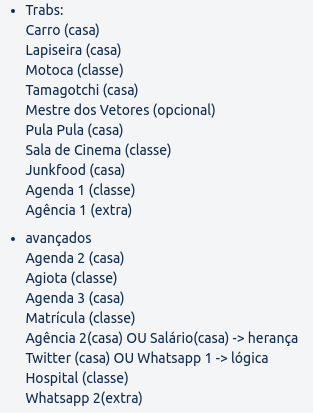 • Trabs:
Carro (casa)
Lapiseira (casa)
Motoca (classe)
Tamagotchi (casa)
Mestre dos Vetores (opcional)
Pula Pula (casa)
Sala de Cinema (classe)
Junkfood (casa)
Agenda 1 (classe)
Agência 1 (extra)
• avançados
Agenda 2 (casa)
Agiota (classe)
Agenda 3 (casa)
Matrícula (classe)
Agência 2(casa) OU Salário(casa) -> herança
Twitter (casa) OU Whatsapp 1 -> lógica
Hospital (classe)
Whatsapp 2(extra)